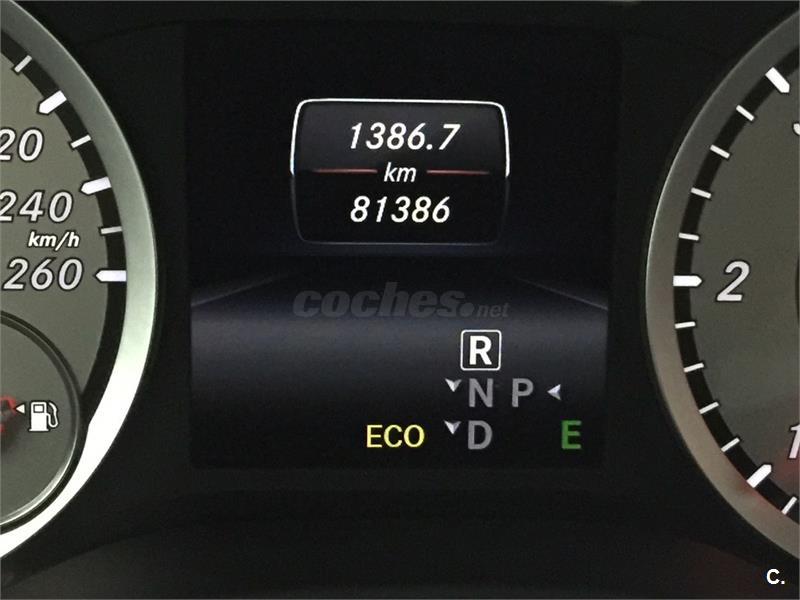 1386.7
km
81386
20
240
km/h
260
coches.net
2
R
N P
ECO D E
1
C.